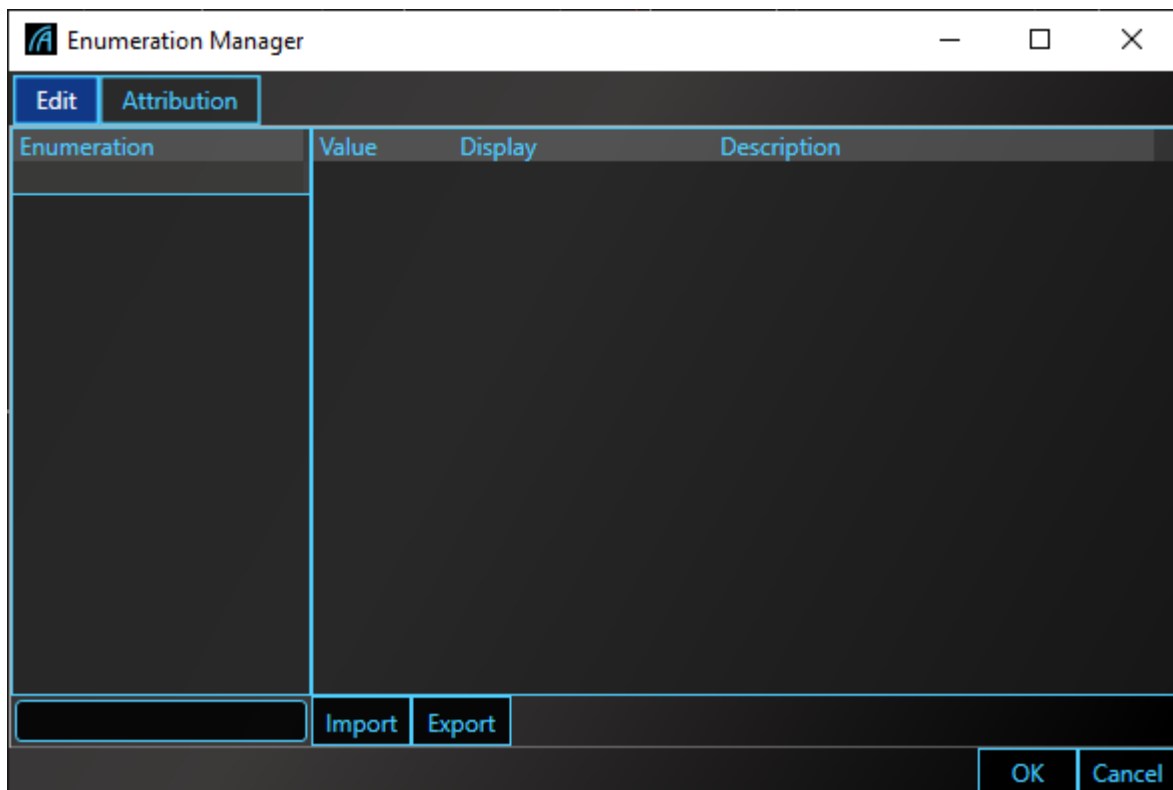 Enumeration Manager
Edit Attribution
Enumeration Value Display Description
Import Export
OK Cancel